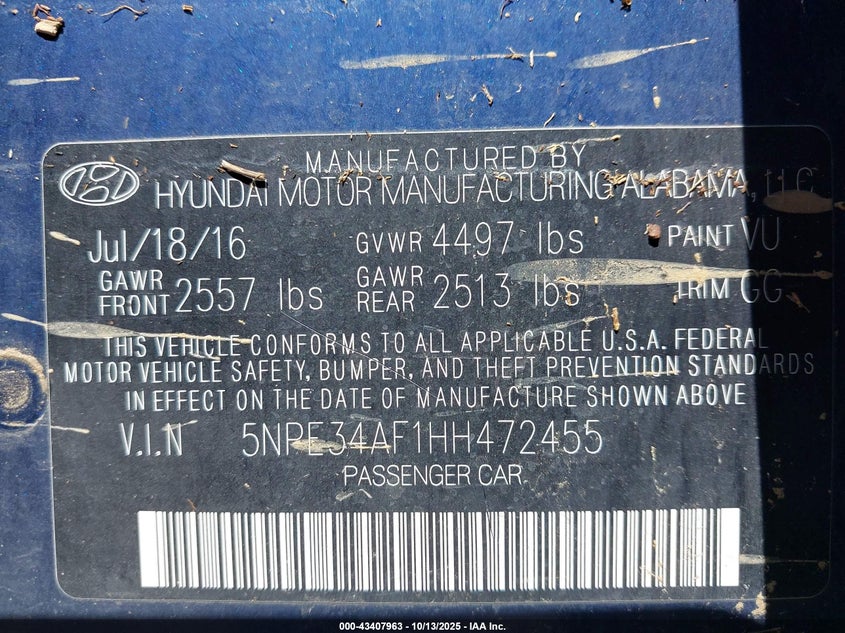 MANUFACTURED BY
HYUNDAI MOTOR MANUFACTURING ALABAMA, LLC
Jul/18/16 GVWR 4497 lbs PAINT VU
GAWR FRONT 2557 lbs GAWR REAR 2513 lbs TRIM GG
THIS VEHICLE CONFORMS TO ALL APPLICABLE U.S.A. FEDERAL
MOTOR VEHICLE SAFETY, BUMPER, AND THEFT PREVENTION STANDARDS
IN EFFECT ON THE DATE OF MANUFACTURE SHOWN ABOVE
V.I.N 5NPE34AF1HH472455
PASSENGER CAR
000-43407963 - 10/13/2025 - IAA Inc.